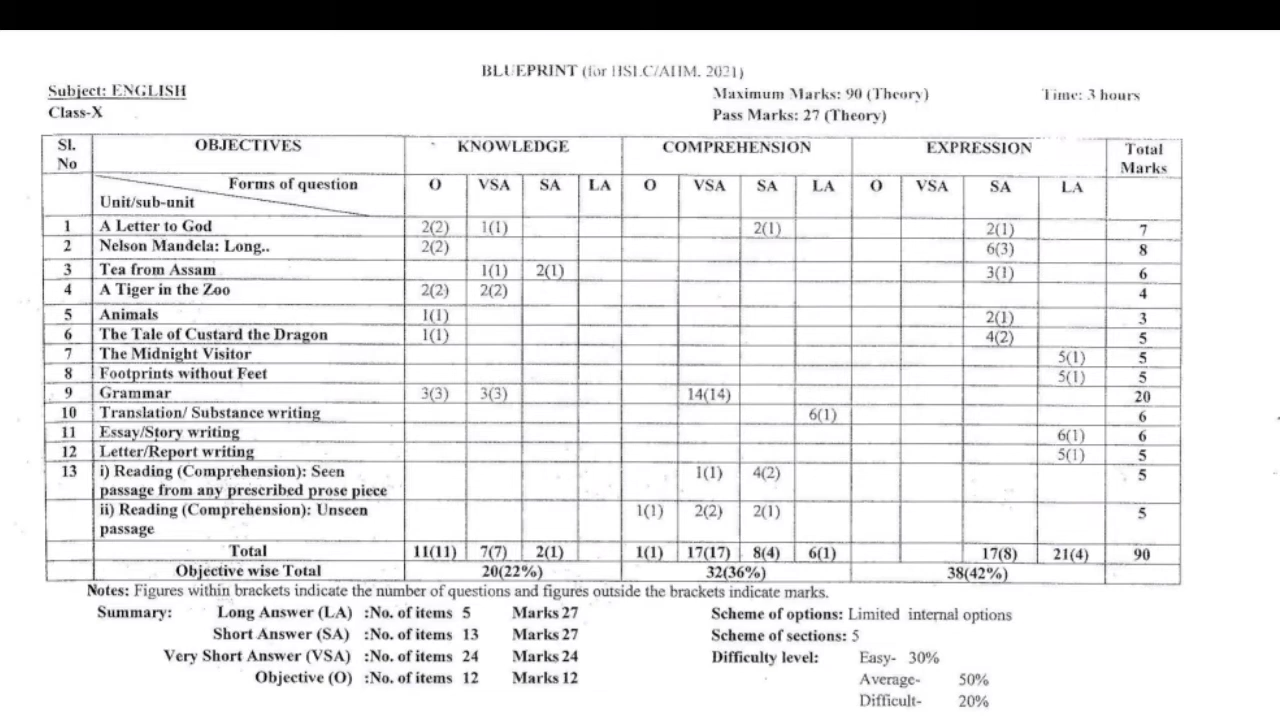 BLUEPRINT (for HSLC/AHM. 2021)
Subject: ENGLISH
Maximum Marks: 90 (Theory) Time: 3 hours
Class-X
Pass Marks: 27 (Theory)
Sl. No OBJECTIVES KNOWLEDGE COMPREHENSION EXPRESSION Total Marks
Forms of question O VSA SA LA O VSA SA LA O VSA SA LA
Unit/sub-unit
1 A Letter to God 2(2) 1(1) 2(1) 2(1) 7
2 Nelson Mandela: Long.. 2(2) 6(3) 8
3 Tea from Assam 1(1) 2(1) 3(1) 6
4 A Tiger in the Zoo 2(2) 2(2) 4
5 Animals 1(1) 2(1) 3
6 The Tale of Custard the Dragon 1(1) 4(2) 5
7 The Midnight Visitor 5(1) 5
8 Footprints without Feet 5(1) 5
9 Grammar 3(3) 3(3) 14(14) 20
10 Translation/ Substance writing 6(1) 6
11 Essay/Story writing 6(1) 6
12 Letter/Report writing 5(1) 5
13 i) Reading (Comprehension): Seen 1(1) 4(2) 5
passage from any prescribed prose piece
ii) Reading (Comprehension): Unseen 1(1) 2(2) 2(1) 5
passage
Total 11(11) 7(7) 2(1) 1(1) 17(17) 8(4) 6(1) 17(8) 21(4) 90
Objective wise Total 20(22%) 32(36%) 38(42%)
Notes: Figures within brackets indicate the number of questions and figures outside the brackets indicate marks.
Summary: Long Answer (LA) :No. of items 5 Marks 27 Scheme of options: Limited internal options
Short Answer (SA) :No. of items 13 Marks 27 Scheme of sections: 5
Very Short Answer (VSA) :No. of items 24 Marks 24 Difficulty level: Easy- 30%
Objective (O) :No. of items 12 Marks 12 Average- 50%
Difficult- 20%